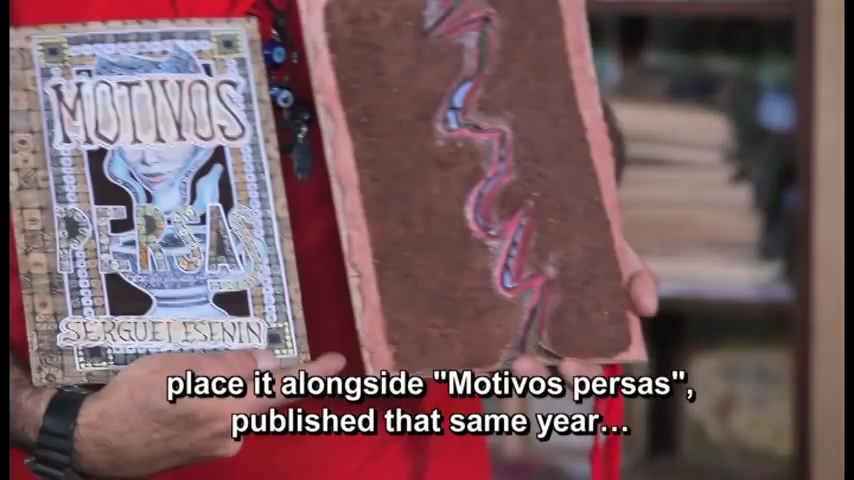 MOTIVOS
PERSAS
SERGUEI ESENIN
place it alongside "Motivos persas",
published that same year...